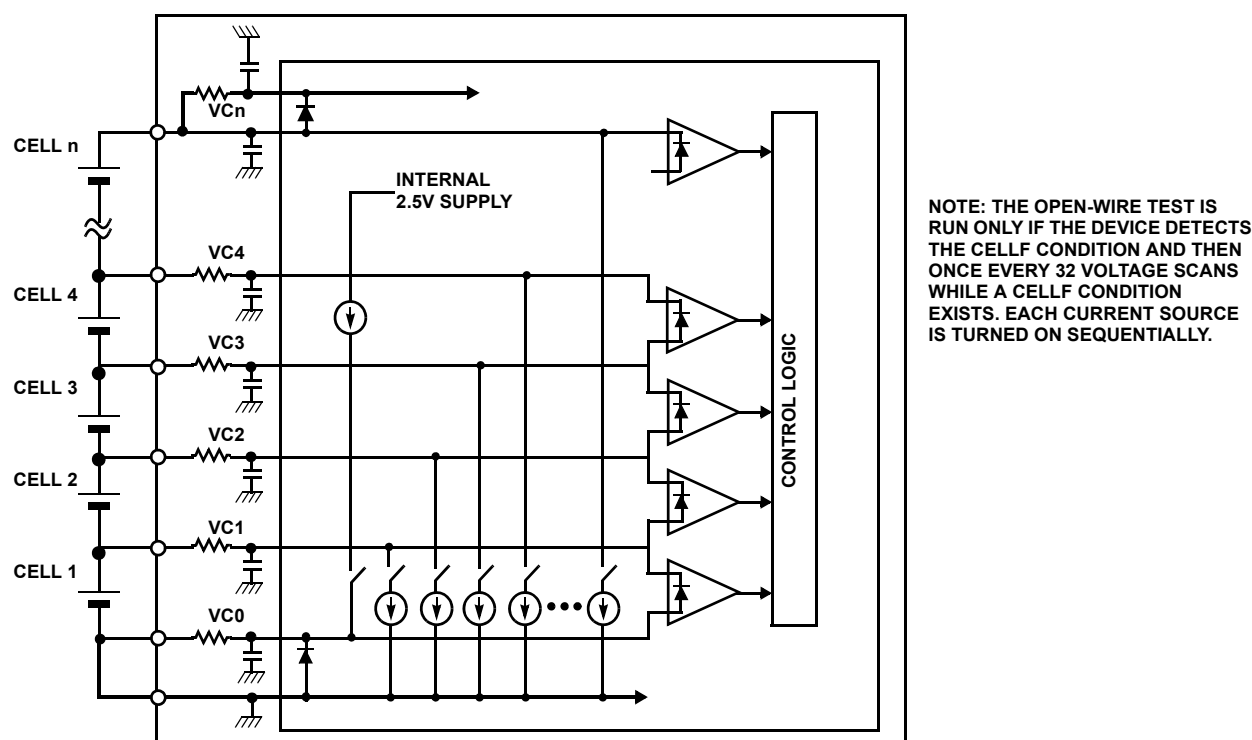 VCn
CELL n
INTERNAL
2.5V SUPPLY
NOTE: THE OPEN-WIRE TEST IS
RUN ONLY IF THE DEVICE DETECTS
THE CELLF CONDITION AND THEN
ONCE EVERY 32 VOLTAGE SCANS
WHILE A CELLF CONDITION
EXISTS. EACH CURRENT SOURCE
IS TURNED ON SEQUENTIALLY.
VC4
CELL 4
VC3
CELL 3
CONTROL LOGIC
VC2
CELL 2
VC1
CELL 1
VC0